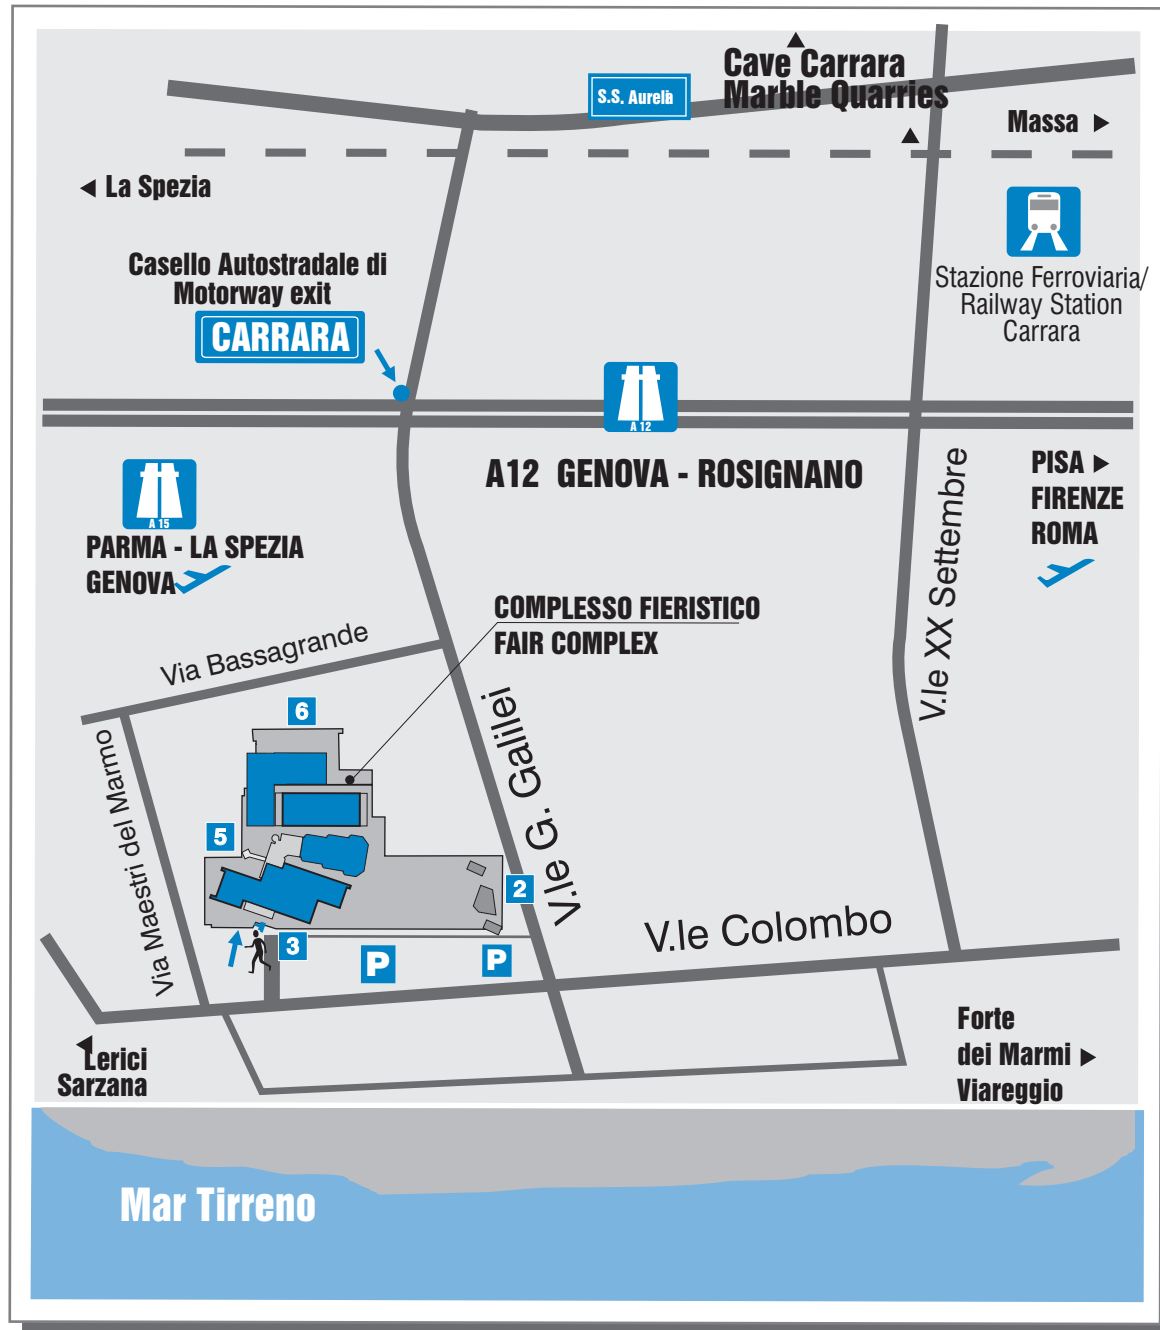 Cave Carrara
Marble Quarries
S.S. Aurelia
Massa
La Spezia
Casello Autostradale di
Motorway exit
CARRARA
Stazione Ferroviaria/
Railway Station
Carrara
A 12
A12 GENOVA - ROSIGNANO
PISA
FIRENZE
ROMA
A 15
PARMA - LA SPEZIA
GENOVA
V.le XX Settembre
COMPLESSO FIERISTICO
FAIR COMPLEX
Via Bassagrande
V.le G. Galilei
Via Maestri del Marmo
6
5
2
3
P
P
V.le Colombo
Lerici
Sarzana
Forte
dei Marmi
Viareggio
Mar Tirreno